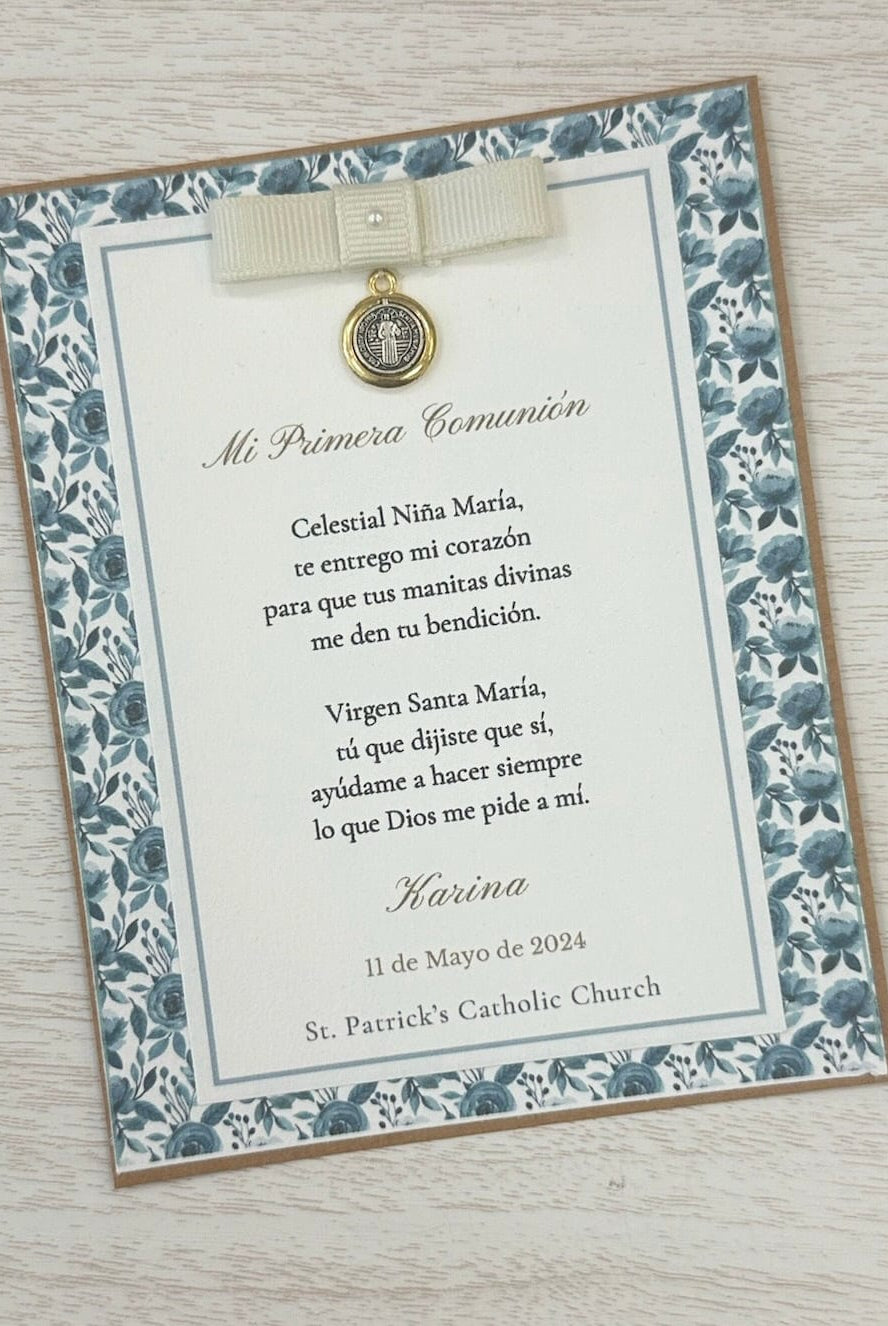 Mi Primera Comunión
Celestial Niña María,
te entrego mi corazón
para que tus manitas divinas
me den tu bendición.
Virgen Santa María,
tú que dijiste que sí,
ayúdame a hacer siempre
lo que Dios me pide a mí.
Karina
11 de Mayo de 2024
St. Patrick's Catholic Church